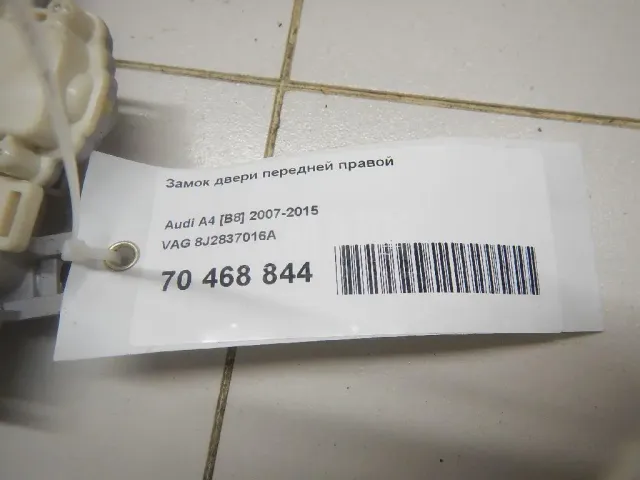 Замок двери передней правой
Audi A4 [B8] 2007-2015
VAG 8J2837016A
70 468 844